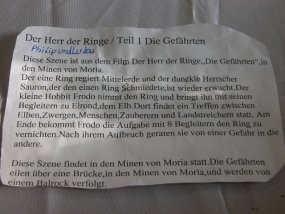 Der Herr der Ringe / Teil 1 Die Gefährten
Philip und Lukas
Diese Szene ist aus dem Film Der Herr der Ringe„Die Gefährten“,in
den Minen von Moria.
Der eine Ring regiert Mittelerde und der dungkle Herrscher
Sauron,der den einen Ring Schmiedete,ist wieder erwacht.Der
kleine Hobbit Frodo nimmt den Ring und bringt ihn mit seinen
Begleitern zu Elrond,dem Elb.Dort findet ein Treffen zwischen
Elben,Zwergen,Menschen,Zauberern und Landstreichern statt. Am
Ende bekommt Frodo die Aufgabe mit 8 Begleitern den Ring zu
vernichten.Nach ihrem Aufbruch geraten sie von einer Gefahr in die
andere.
Diese Szene findet in den Minen von Moria statt.Die Gefährten
eilen über eine Brücke,in den Minen von Moria,und werden von
einem Balrock verfolgt.